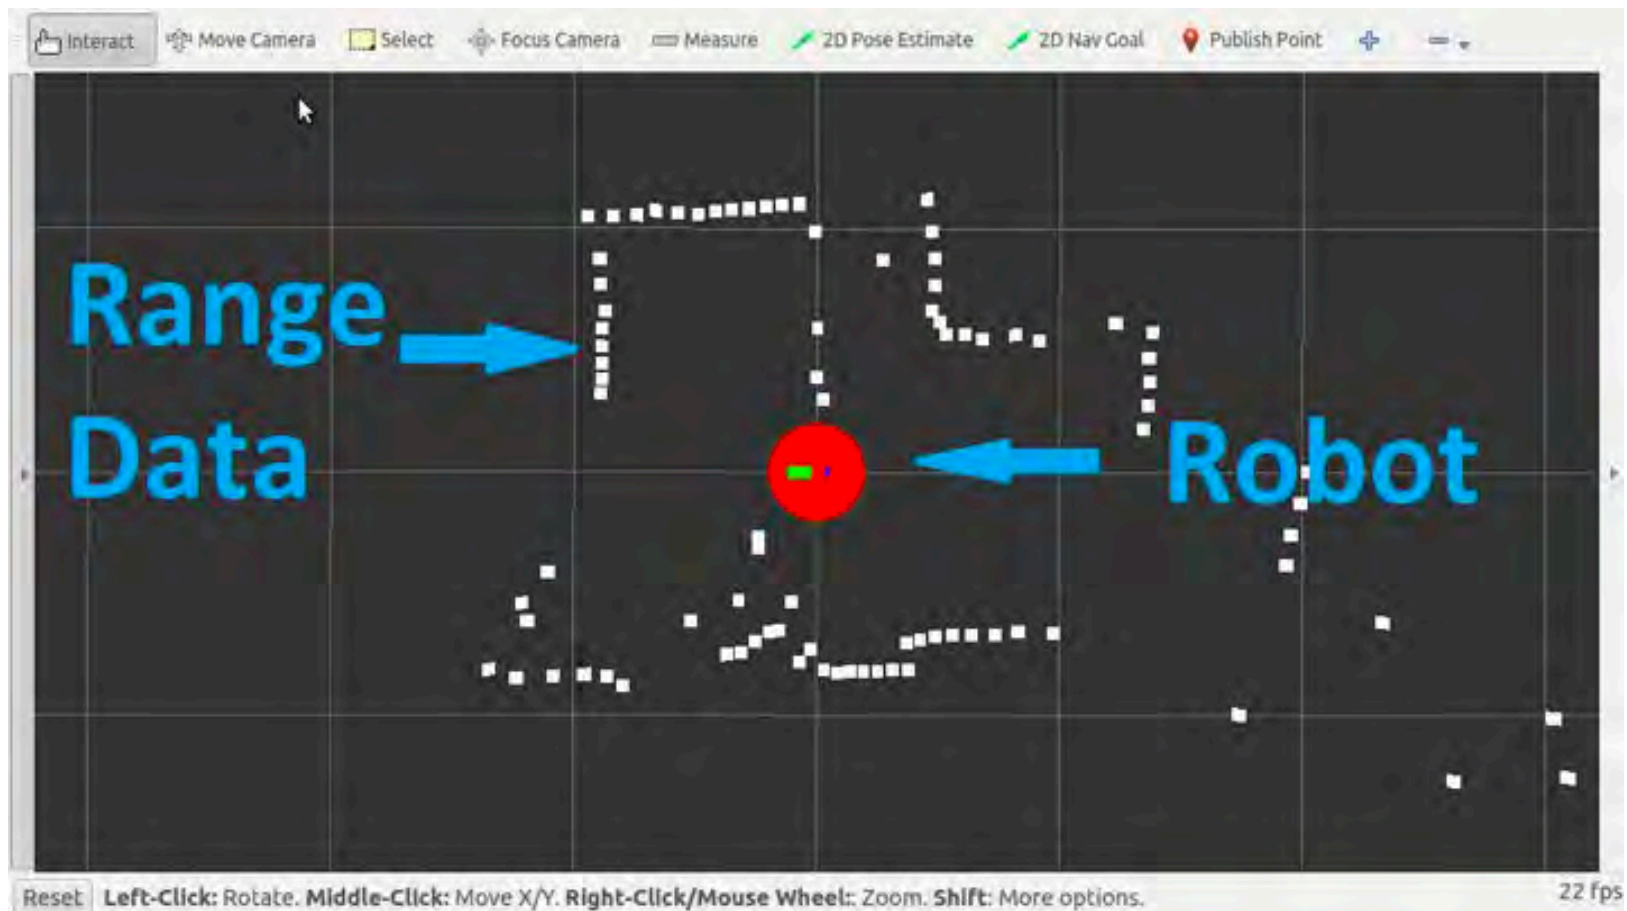 Interact Move Camera Select Focus Camera Measure 2D Pose Estimate 2D Nav Goal Publish Point
Range
Data
Robot
Reset Left-Click: Rotate. Middle-Click: Move X/Y. Right-Click/Mouse Wheel:: Zoom. Shift: More options. 22 fps